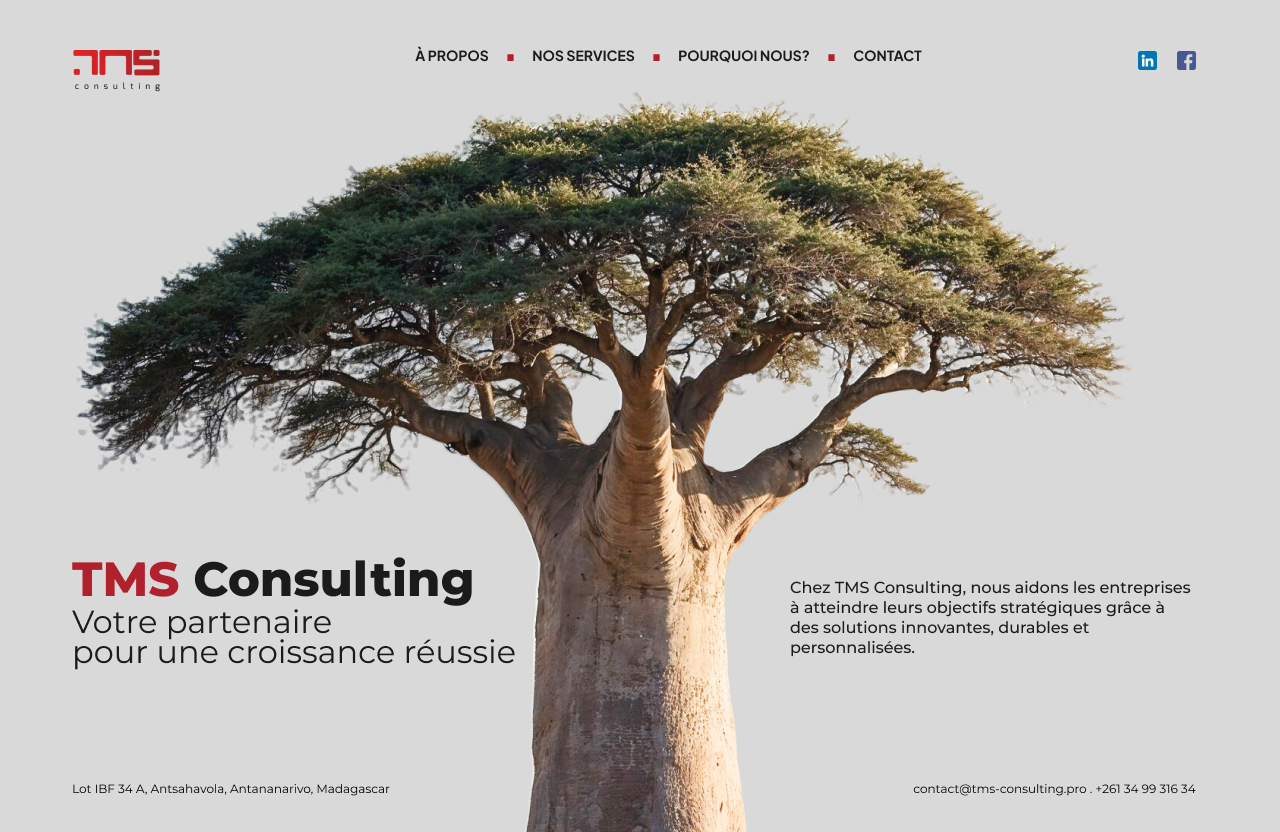 TMS
consulting
À PROPOS ■ NOS SERVICES ■ POURQUOI NOUS? ■ CONTACT
in f
TMS Consulting
Votre partenaire
pour une croissance réussie
Chez TMS Consulting, nous aidons les entreprises
à atteindre leurs objectifs stratégiques grâce à
des solutions innovantes, durables et
personnalisées.
Lot IBF 34 A, Antsahavola, Antananarivo, Madagascar
contact@tms-consulting.pro . +261 34 99 316 34